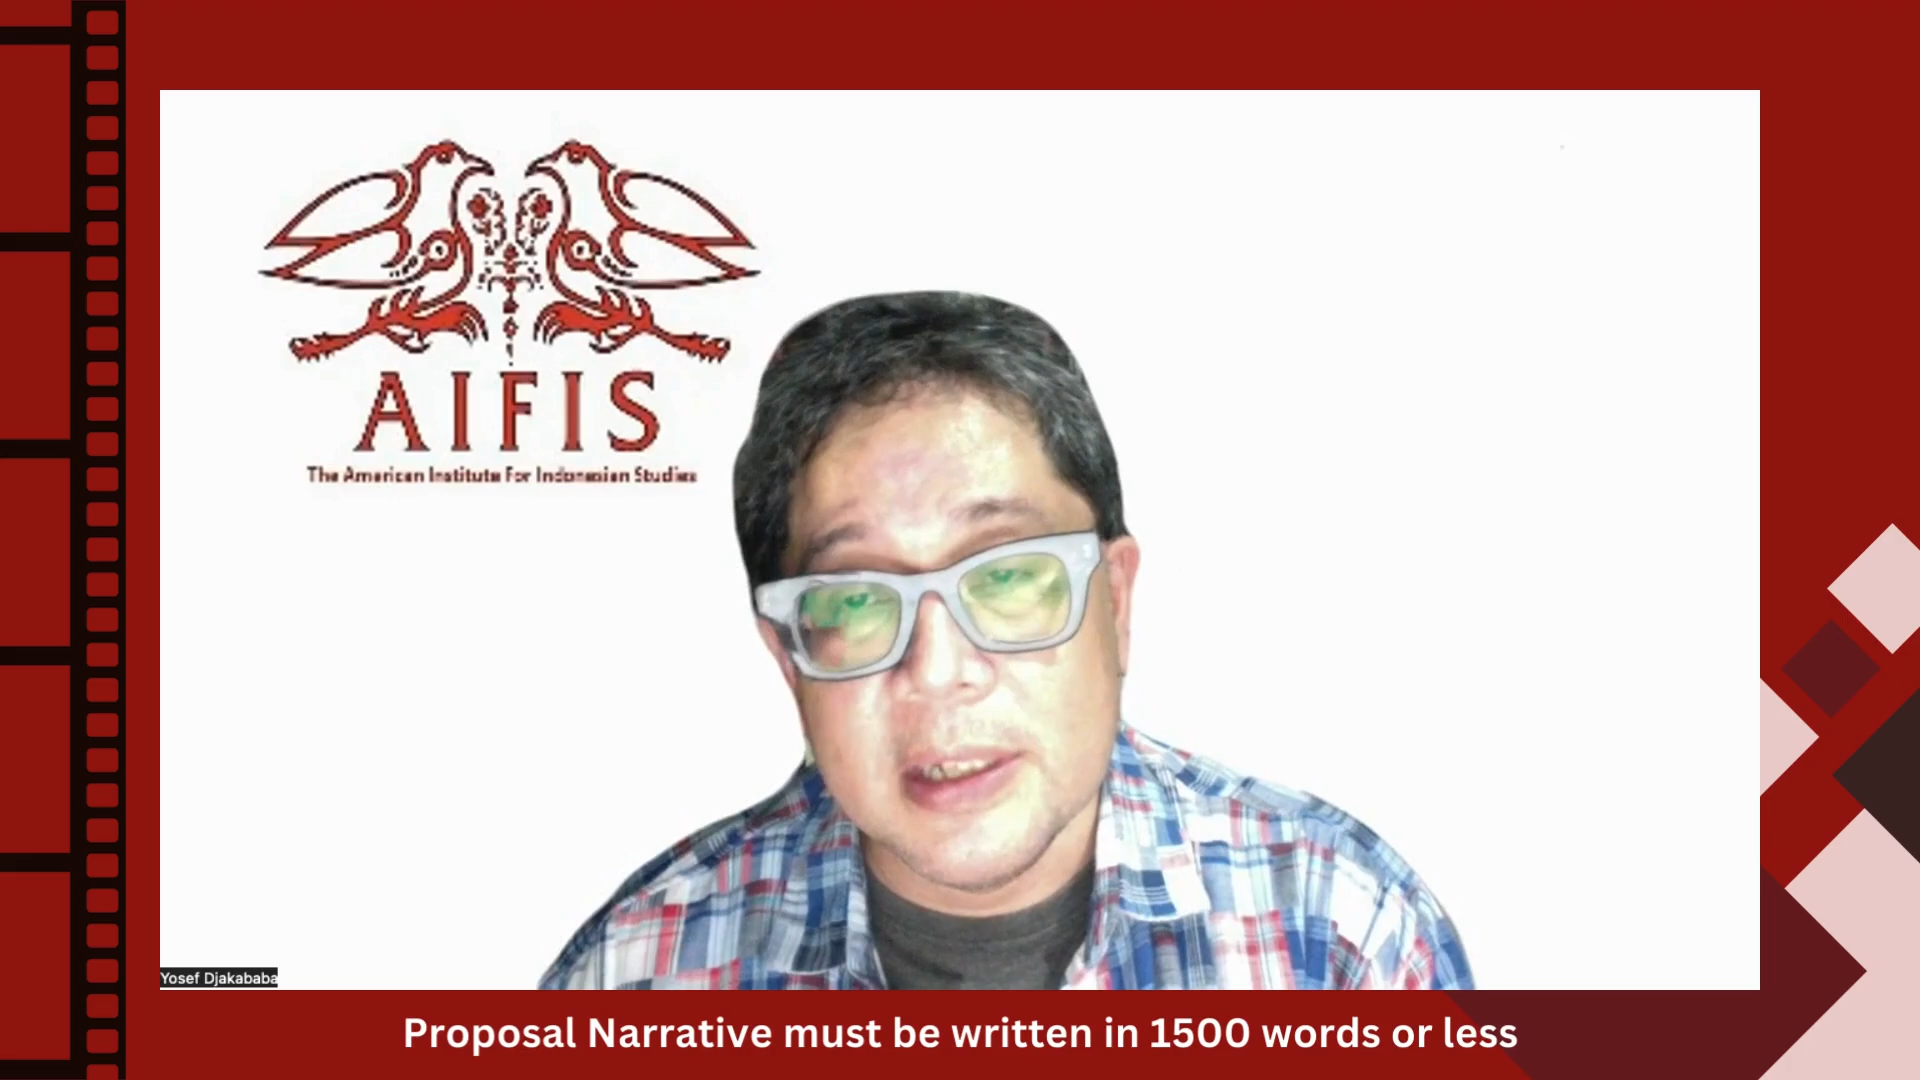 AIFIS
The American Institute For Indonesian Studies
Yosef Djakababa
Proposal Narrative must be written in 1500 words or less